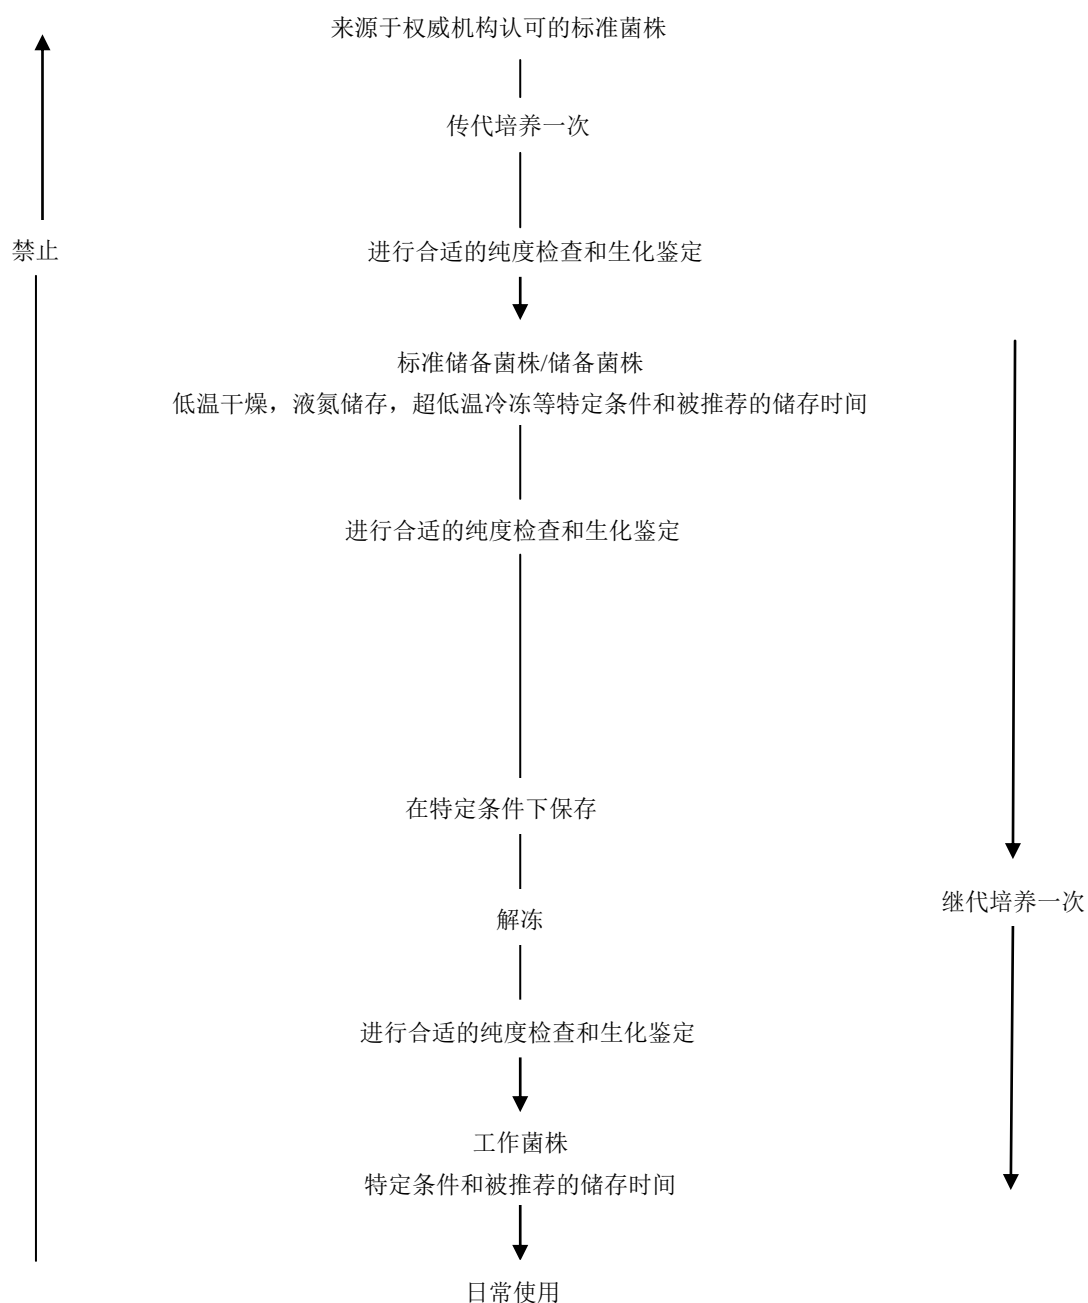 来源于权威机构认可的标准菌株
传代培养一次
禁止
进行合适的纯度检查和生化鉴定
标准储备菌株/储备菌株
低温干燥，液氮储存，超低温冷冻等特定条件和被推荐的储存时间
进行合适的纯度检查和生化鉴定
在特定条件下保存
继代培养一次
解冻
进行合适的纯度检查和生化鉴定
工作菌株
特定条件和被推荐的储存时间
日常使用